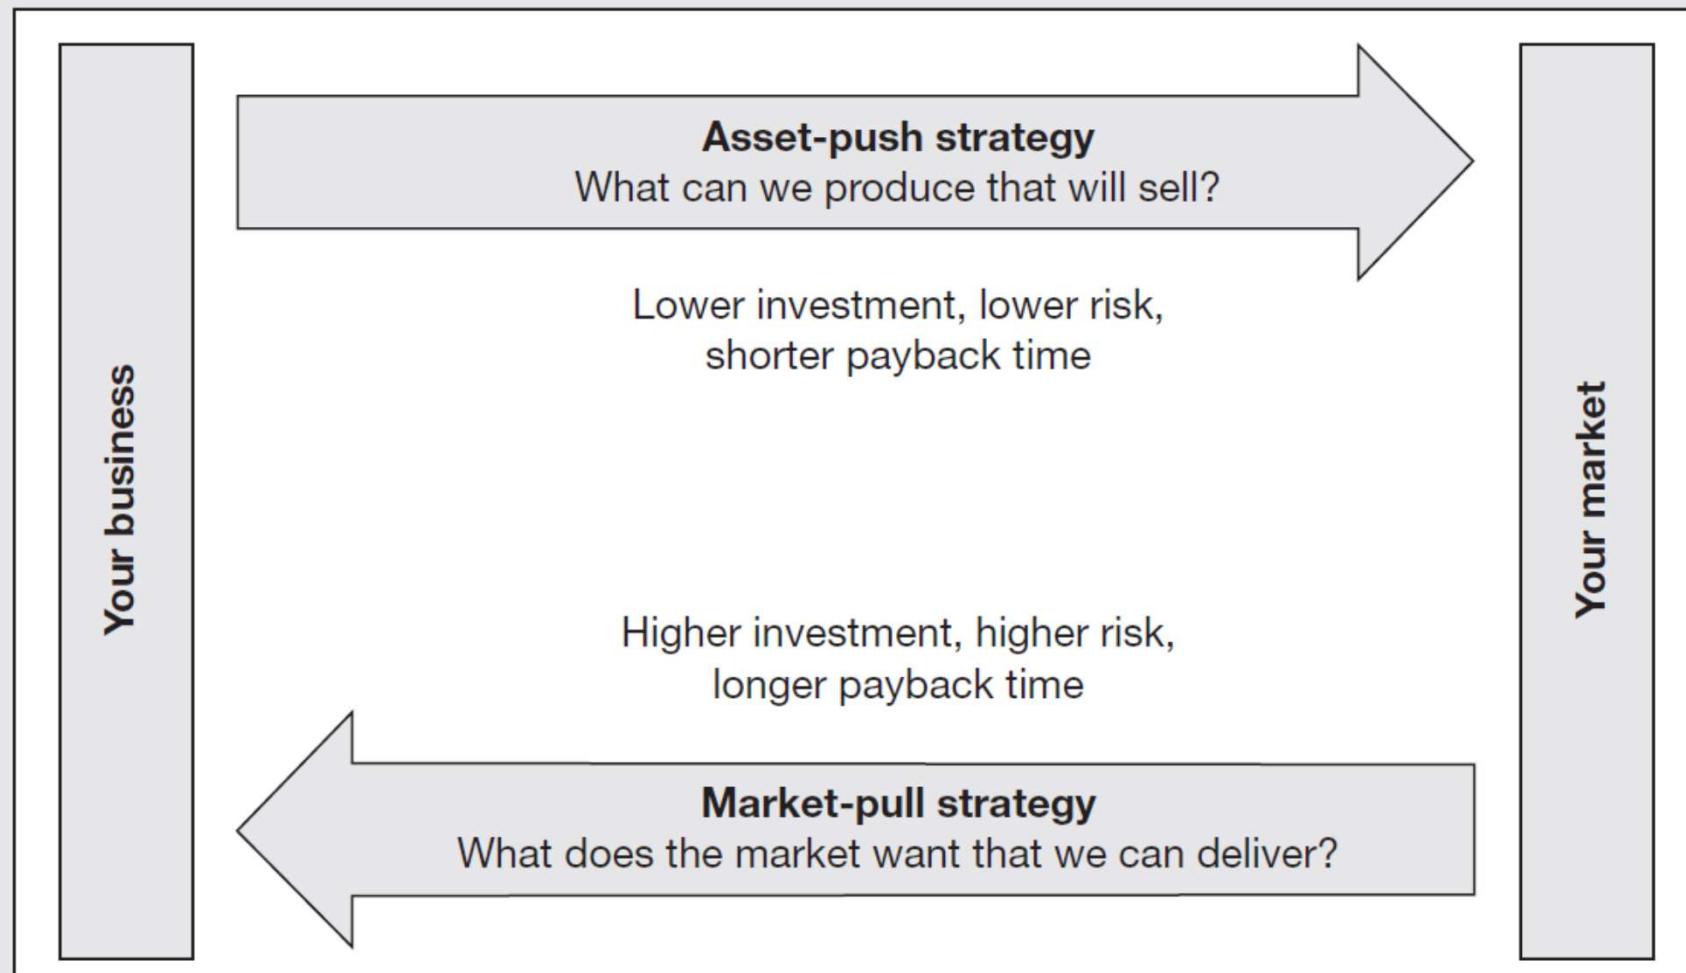 Your business
Asset-push strategy
What can we produce that will sell?
Lower investment, lower risk,
shorter payback time
Higher investment, higher risk,
longer payback time
Market-pull strategy
What does the market want that we can deliver?
Your market